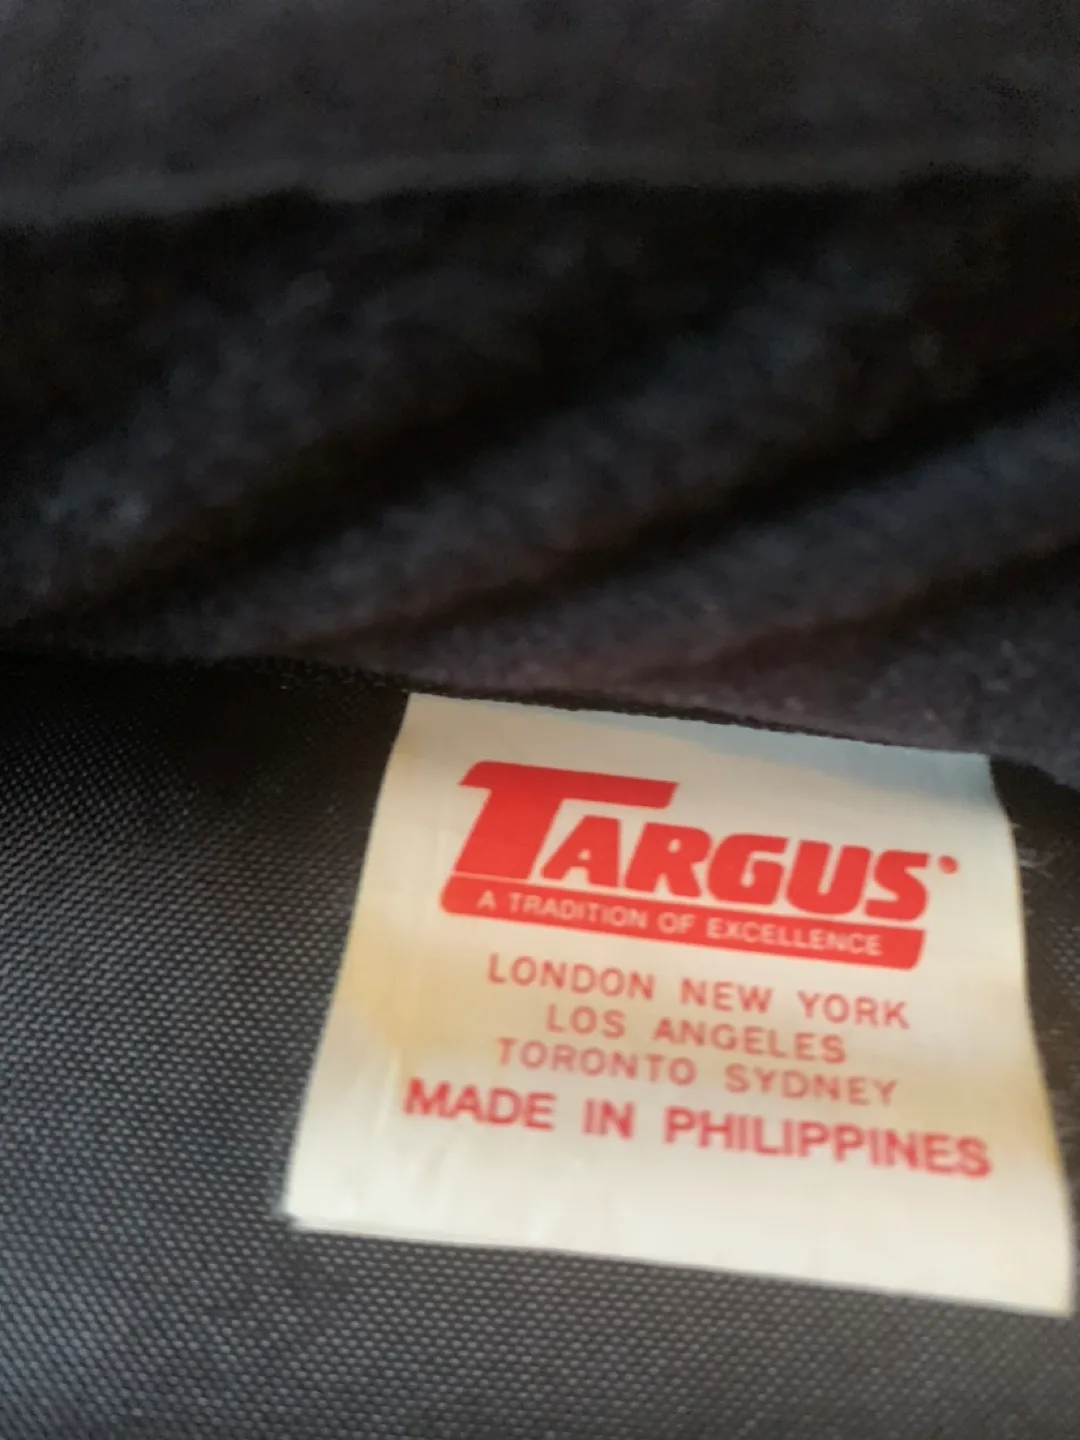 TARGUS
A TRADITION OF EXCELLENCE
LONDON NEW YORK
LOS ANGELES
TORONTO SYDNEY
MADE IN PHILIPPINES